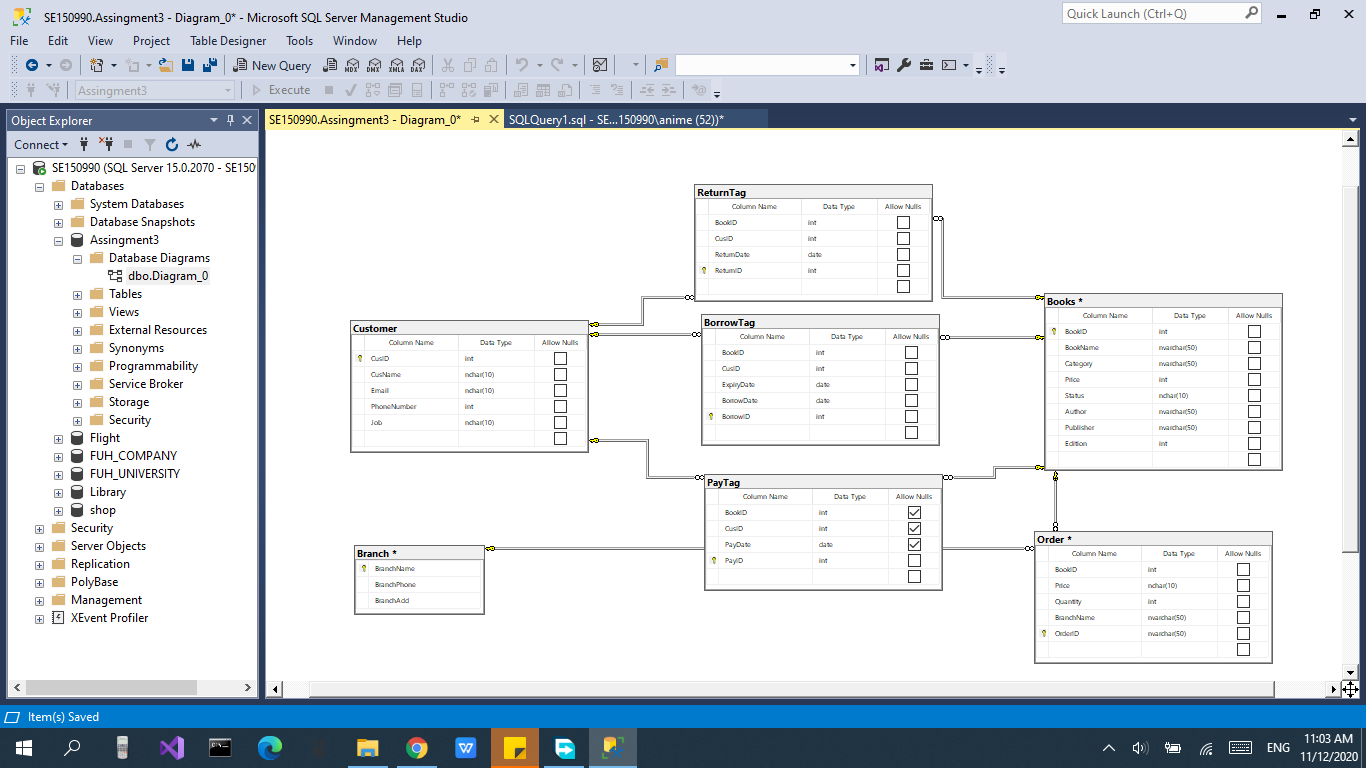 SE150990.Assingment3 - Diagram_0* - Microsoft SQL Server Management Studio
Quick Launch (Ctrl+Q)
File Edit View Project Table Designer Tools Window Help
New Query MDX DMX XMLA DAX
Assingment3 Execute
Object Explorer
SE150990.Assingment3 - Diagram_0*
SQLQuery1.sql - SE...150990\anime (52))*
Connect
SE150990 (SQL Server 15.0.2070 - SE150
Databases
System Databases
Database Snapshots
Assingment3
Database Diagrams
dbo.Diagram_0
Tables
Views
External Resources
Synonyms
Programmability
Service Broker
Storage
Security
Flight
FUH_COMPANY
FUH_UNIVERSITY
Library
shop
Security
Server Objects
Replication
PolyBase
Management
XEvent Profiler
ReturnTag
Column Name Data Type Allow Nulls
BookID int
CusID int
ReturnDate date
ReturnID int
Customer
Column Name Data Type Allow Nulls
CusID int
CusName nchar(10)
Email nchar(10)
PhoneNumber int
Job nchar(10)
BorrowTag
Column Name Data Type Allow Nulls
BookID int
CusID int
ExpiryDate date
BorrowDate date
BorrowID int
Books *
Column Name Data Type Allow Nulls
BookID int
BookName nvarchar(50)
Category nvarchar(50)
Price int
Status nchar(10)
Author nvarchar(50)
Publisher nvarchar(50)
Edition int
PayTag
Column Name Data Type Allow Nulls
BookID int
CusID int
PayDate date
PayID int
Branch *
BranchName
BranchPhone
BranchAdd
Order *
Column Name Data Type Allow Nulls
BookID int
Price nchar(10)
Quantity int
BranchName nvarchar(50)
OrderID nvarchar(50)
Item(s) Saved
ENG
11:03 AM
11/12/2020